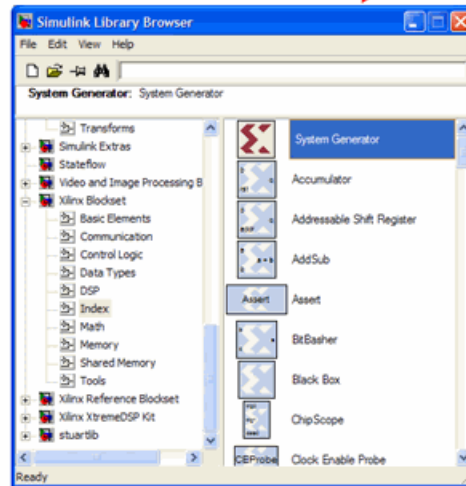 Simulink Library Browser
File Edit View Help
System Generator: System Generator
Transforms
Simulink Extras
Stateflow
Video and Image Processing B
Xilinx Blockset
Basic Elements
Communication
Control Logic
Data Types
DSP
Index
Math
Memory
Shared Memory
Tools
Xilinx Reference Blockset
Xilinx XtremeDSP Kit
stuartlib
System Generator
Accumulator
Addressable Shift Register
AddSub
Assert Assert
BitBasher
Black Box
ChipScope
CEProbe Clock Enable Probe
Ready